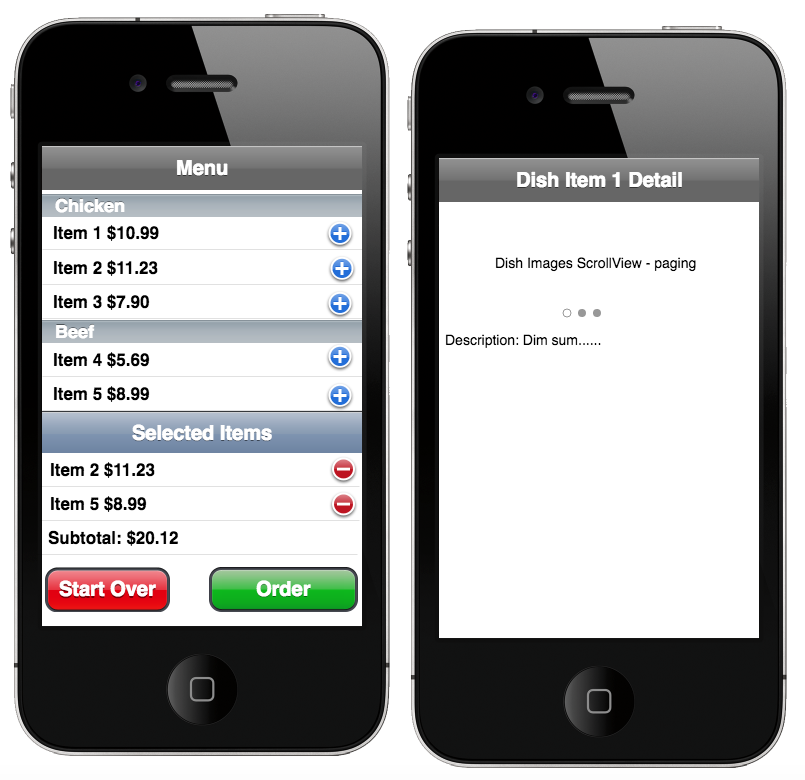 Menu
Chicken
Item 1 $10.99
Item 2 $11.23
Item 3 $7.90
Beef
Item 4 $5.69
Item 5 $8.99
Selected Items
Item 2 $11.23
Item 5 $8.99
Subtotal: $20.12
Start Over
Order
Dish Item 1 Detail
Dish Images ScrollView - paging
Description: Dim sum......